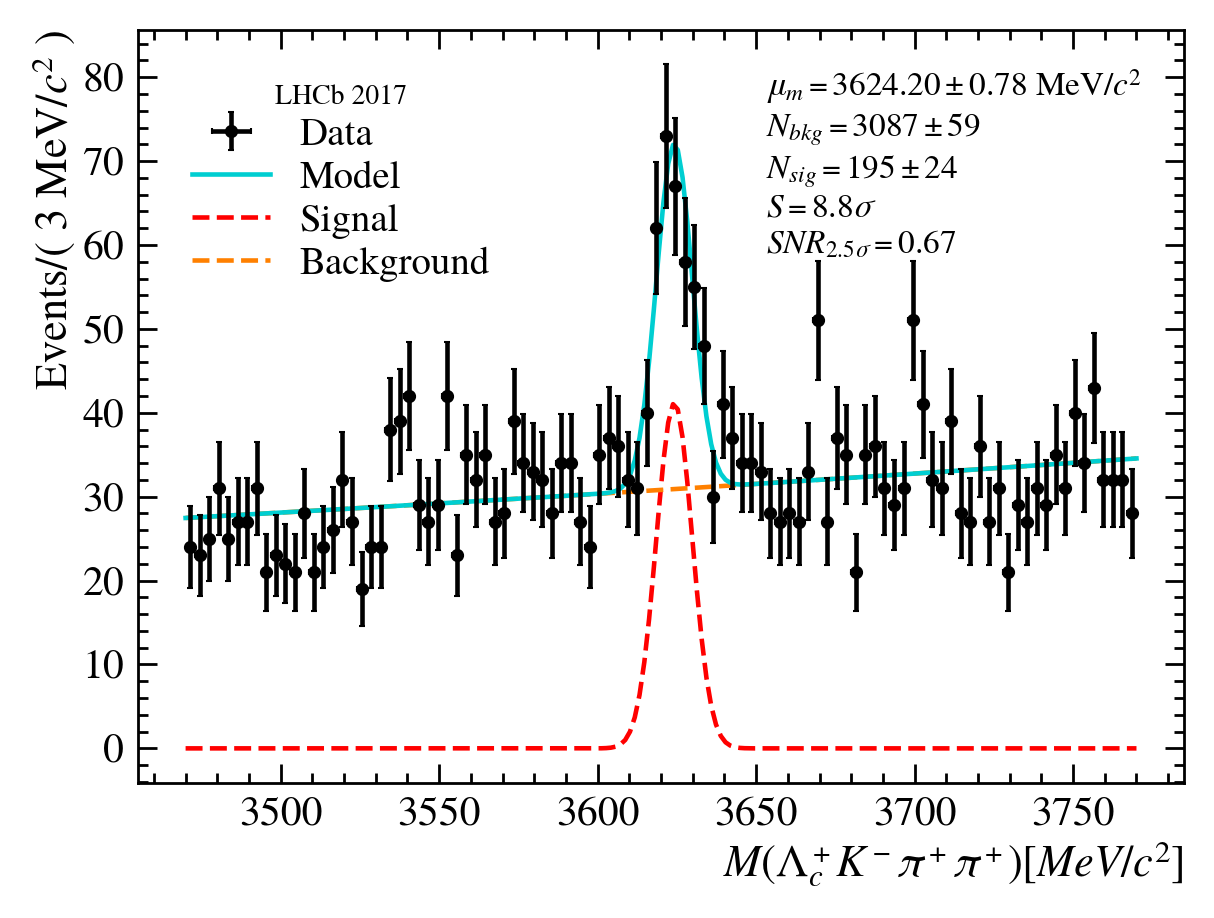 Events/( 3 MeV/c² )
80
70
60
50
40
30
20
10
0
LHCb 2017
Data
Model
Signal
Background
μ_m = 3624.20 ± 0.78 MeV/c²
N_bkg = 3087 ± 59
N_sig = 195 ± 24
S = 8.8σ
SNR_2.5σ = 0.67
3500 3550 3600 3650 3700 3750
M(Λ_c⁺K⁻π⁺π⁺)[MeV/c²]